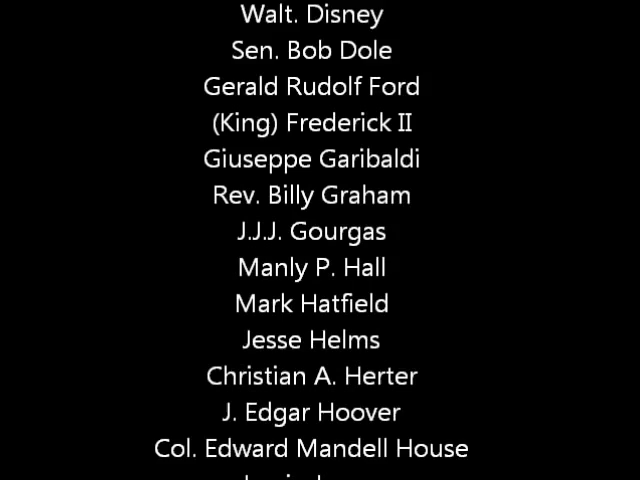 Walt. Disney
Sen. Bob Dole
Gerald Rudolf Ford
(King) Frederick II
Giuseppe Garibaldi
Rev. Billy Graham
J.J.J. Gourgas
Manly P. Hall
Mark Hatfield
Jesse Helms
Christian A. Herter
J. Edgar Hoover
Col. Edward Mandell House